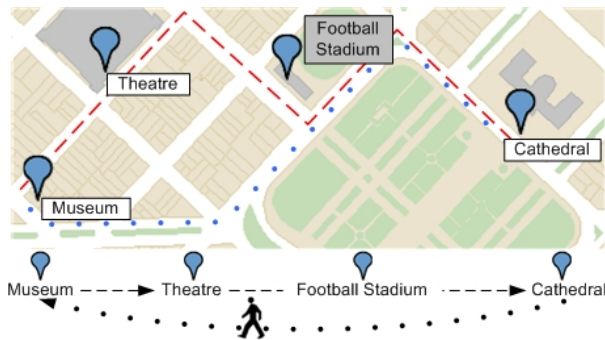 Football
Stadium
Theatre
Cathedral
Museum
Museum
Theatre
Football Stadium
Cathedral